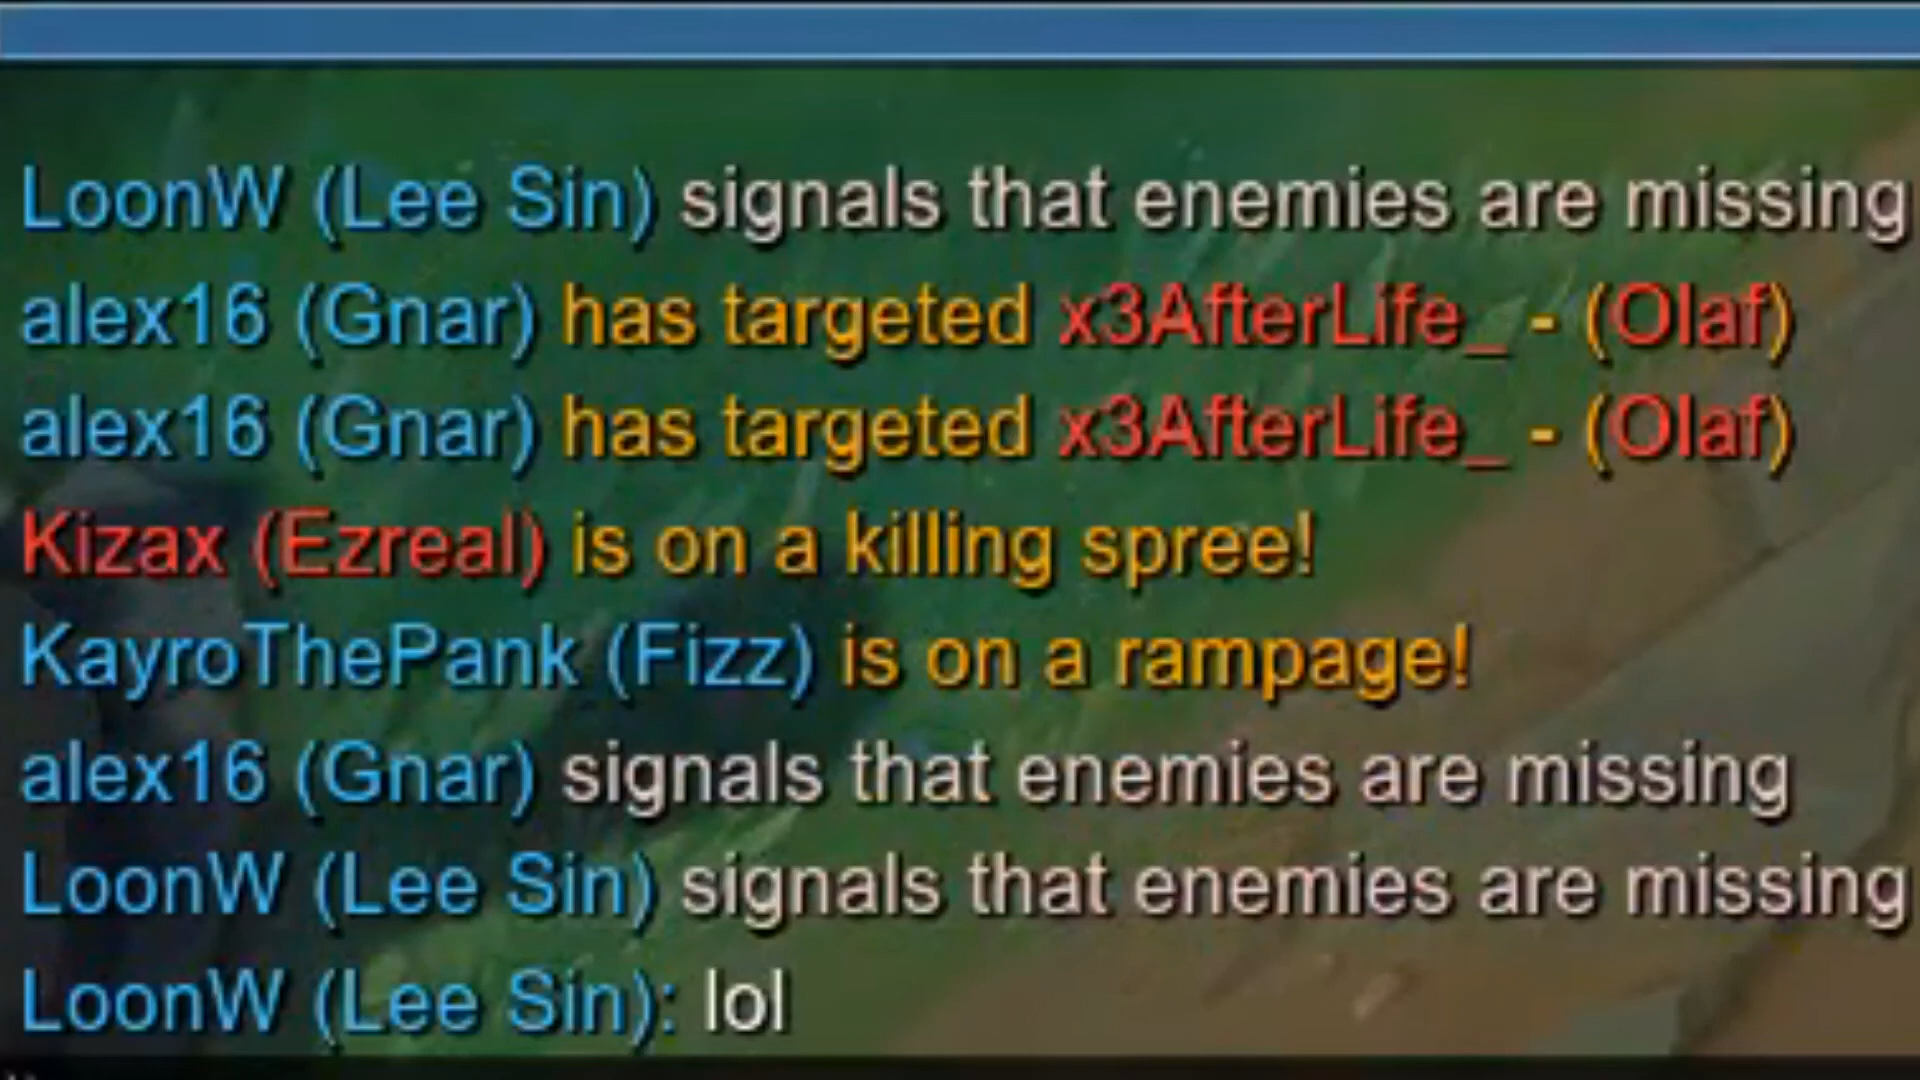 LoonW (Lee Sin) signals that enemies are missing
alex16 (Gnar) has targeted x3AfterLife_ - (Olaf)
alex16 (Gnar) has targeted x3AfterLife_ - (Olaf)
Kizax (Ezreal) is on a killing spree!
KayroThePank (Fizz) is on a rampage!
alex16 (Gnar) signals that enemies are missing
LoonW (Lee Sin) signals that enemies are missing
LoonW (Lee Sin): lol